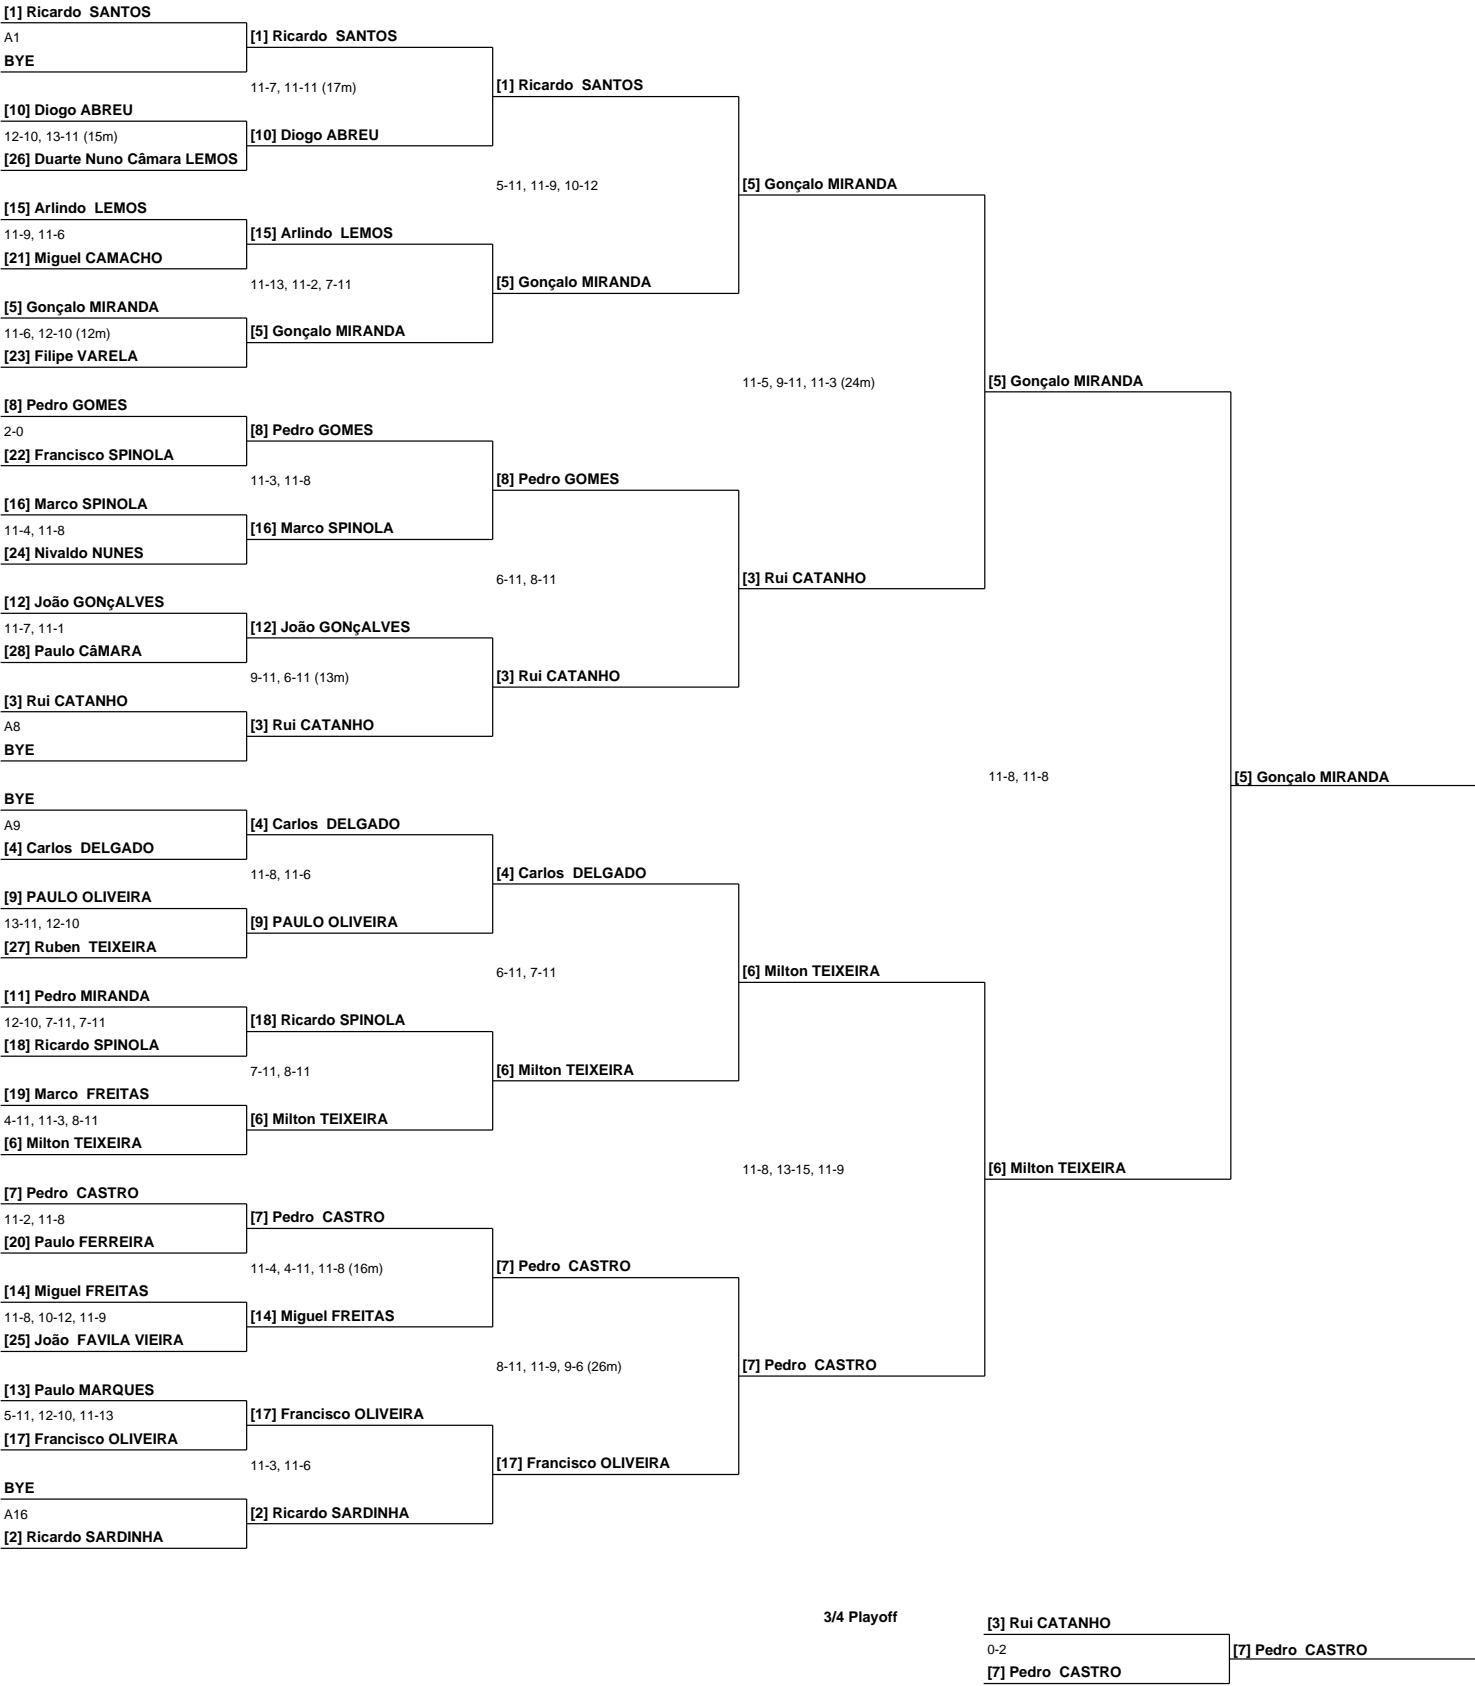 [1] Ricardo  SANTOS
A1
BYE
[10] Diogo ABREU
12-10, 13-11 (15m)
[26] Duarte Nuno Câmara LEMOS
[15] Arlindo  LEMOS
11-9, 11-6
[21] Miguel CAMACHO
[5] Gonçalo MIRANDA
11-6, 12-10 (12m)
[23] Filipe VARELA
[8] Pedro GOMES
2-0
[22] Francisco SPINOLA
[16] Marco SPINOLA
11-4, 11-8
[24] Nivaldo NUNES
[12] João GONçALVES
11-7, 11-1
[28] Paulo CâMARA
[3] Rui CATANHO
A8
BYE
BYE
A9
[4] Carlos  DELGADO
[9] PAULO OLIVEIRA
13-11, 12-10
[27] Ruben  TEIXEIRA
[11] Pedro MIRANDA
12-10, 7-11, 7-11
[18] Ricardo SPINOLA
[19] Marco  FREITAS
4-11, 11-3, 8-11
[6] Milton TEIXEIRA
[7] Pedro  CASTRO
11-2, 11-8
[20] Paulo FERREIRA
[14] Miguel FREITAS
11-8, 10-12, 11-9
[25] João  FAVILA VIEIRA
[13] Paulo MARQUES
5-11, 12-10, 11-13
[17] Francisco OLIVEIRA
BYE
A16
[2] Ricardo SARDINHA
[1] Ricardo  SANTOS
11-7, 11-11 (17m)
[10] Diogo ABREU
[15] Arlindo  LEMOS
11-13, 11-2, 7-11
[5] Gonçalo MIRANDA
[8] Pedro GOMES
11-3, 11-8
[16] Marco SPINOLA
[12] João GONçALVES
9-11, 6-11 (13m)
[3] Rui CATANHO
[4] Carlos  DELGADO
11-8, 11-6
[9] PAULO OLIVEIRA
[18] Ricardo SPINOLA
7-11, 8-11
[6] Milton TEIXEIRA
[7] Pedro  CASTRO
11-4, 4-11, 11-8 (16m)
[14] Miguel FREITAS
[17] Francisco OLIVEIRA
11-3, 11-6
[2] Ricardo SARDINHA
[1] Ricardo  SANTOS
5-11, 11-9, 10-12
[5] Gonçalo MIRANDA
[8] Pedro GOMES
6-11, 8-11
[3] Rui CATANHO
[4] Carlos  DELGADO
6-11, 7-11
[6] Milton TEIXEIRA
[7] Pedro  CASTRO
8-11, 11-9, 9-6 (26m)
[17] Francisco OLIVEIRA
[5] Gonçalo MIRANDA
11-5, 9-11, 11-3 (24m)
[3] Rui CATANHO
[6] Milton TEIXEIRA
11-8, 13-15, 11-9
[7] Pedro  CASTRO
[5] Gonçalo MIRANDA
11-8, 11-8
[6] Milton TEIXEIRA
[5] Gonçalo MIRANDA
3/4 Playoff
[3] Rui CATANHO
0-2
[7] Pedro  CASTRO
[7] Pedro  CASTRO